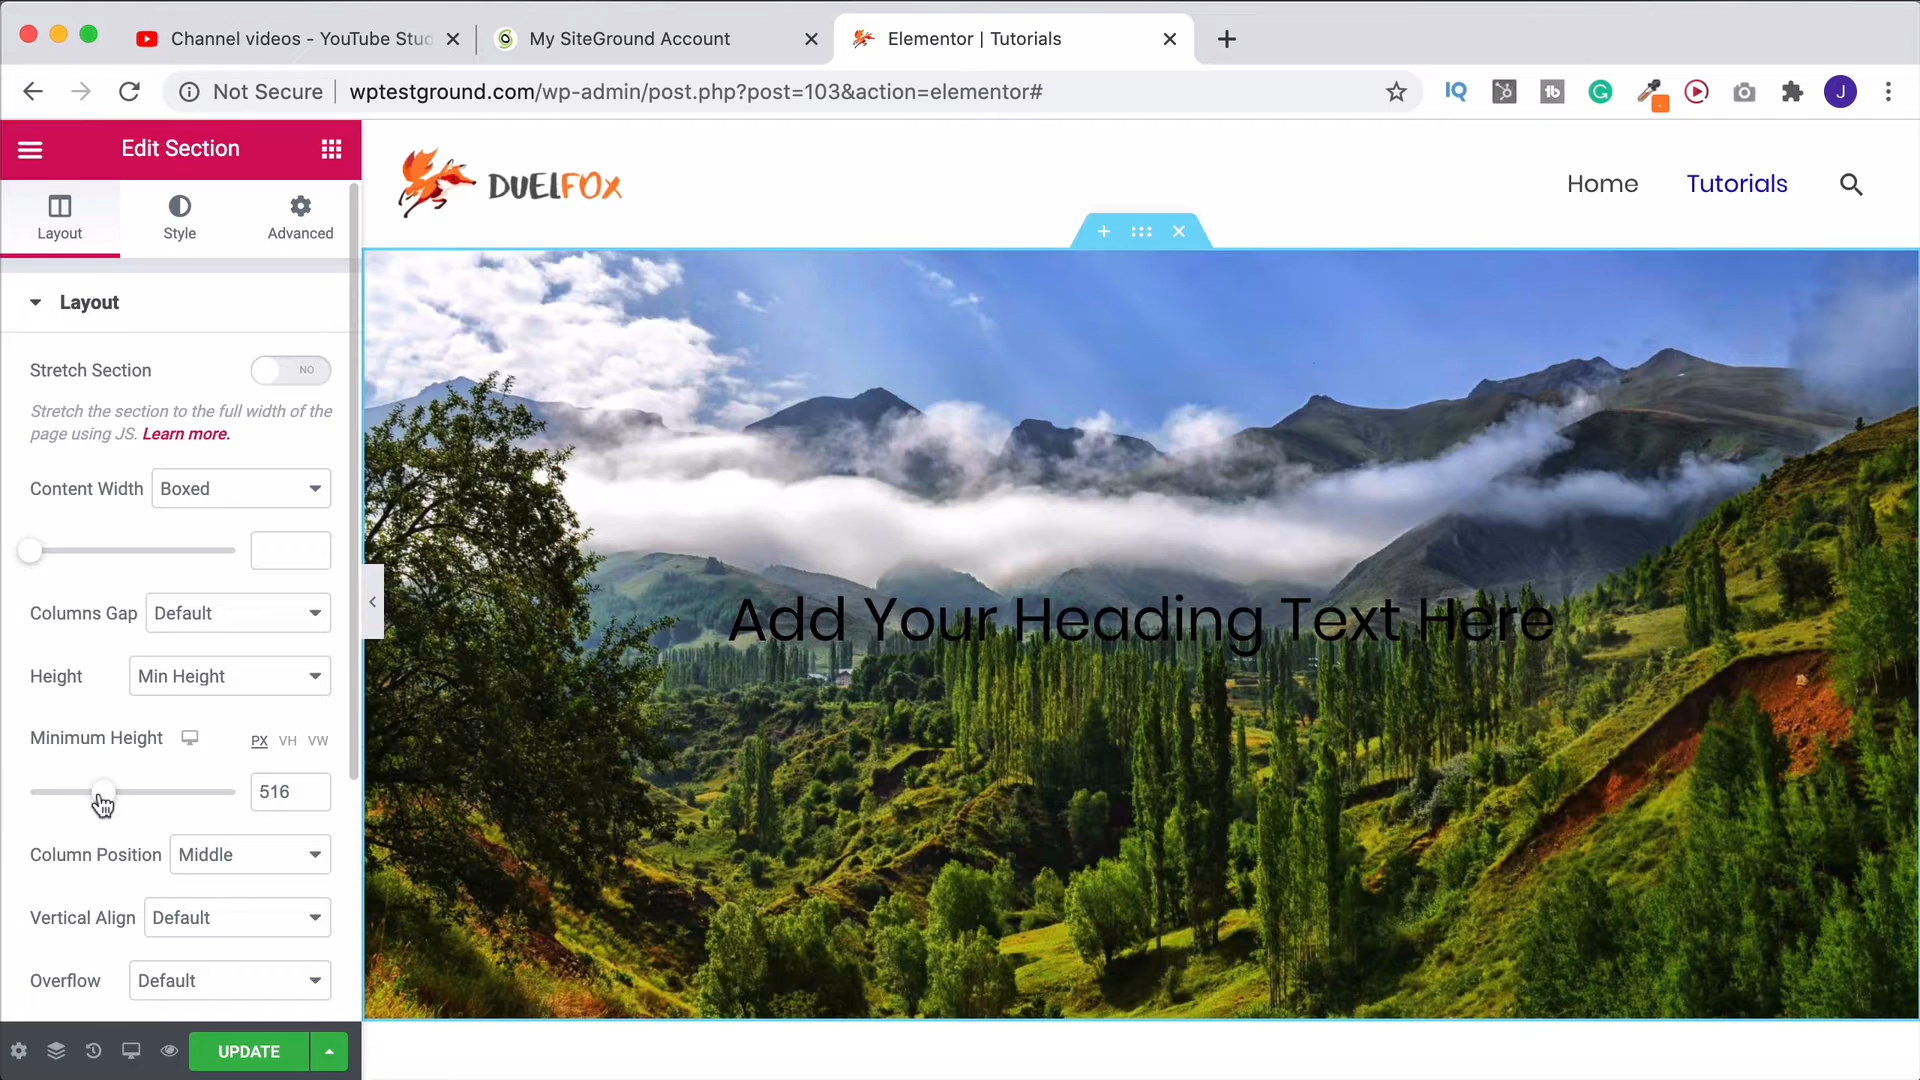 Channel videos - YouTube Stud
My SiteGround Account
Elementor | Tutorials
Not Secure
wptestground.com/wp-admin/post.php?post=103&action=elementor#
IQ
tb
G
J
Edit Section
DUELFOX
Home
Tutorials
Layout
Style
Advanced
Layout
Stretch Section
NO
Stretch the section to the full width of the
page using JS. Learn more.
Content Width
Boxed
Columns Gap
Default
Add Your Heading Text Here
Height
Min Height
Minimum Height
PX VH VW
516
Column Position
Middle
Vertical Align
Default
Overflow
Default
UPDATE